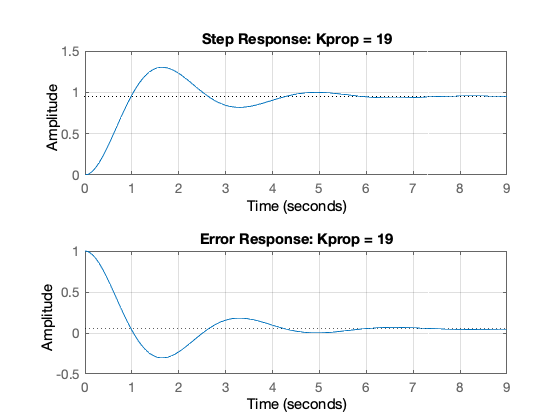 Step Response: Kprop = 19
1.5
1
0.5
0
Amplitude
0 1 2 3 4 5 6 7 8 9
Time (seconds)
Error Response: Kprop = 19
1
0.5
0
-0.5
Amplitude
0 1 2 3 4 5 6 7 8 9
Time (seconds)